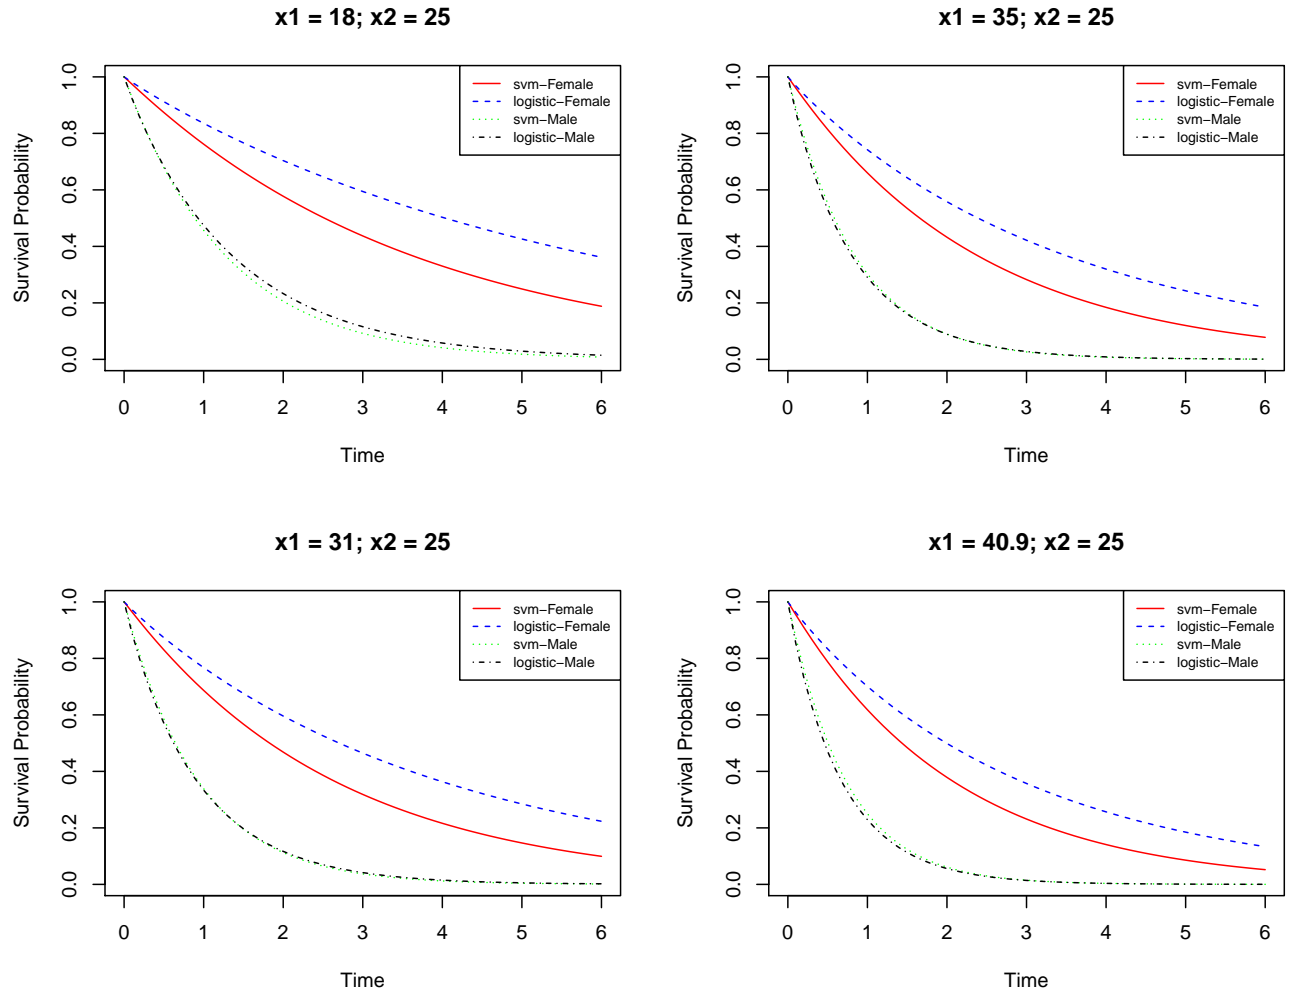 x1 = 18; x2 = 25
Survival Probability
1.0
0.8
0.6
0.4
0.2
0.0
svm−Female
logistic−Female
svm−Male
logistic−Male
0 1 2 3 4 5 6
Time
x1 = 35; x2 = 25
Survival Probability
1.0
0.8
0.6
0.4
0.2
0.0
svm−Female
logistic−Female
svm−Male
logistic−Male
0 1 2 3 4 5 6
Time
x1 = 31; x2 = 25
Survival Probability
1.0
0.8
0.6
0.4
0.2
0.0
svm−Female
logistic−Female
svm−Male
logistic−Male
0 1 2 3 4 5 6
Time
x1 = 40.9; x2 = 25
Survival Probability
1.0
0.8
0.6
0.4
0.2
0.0
svm−Female
logistic−Female
svm−Male
logistic−Male
0 1 2 3 4 5 6
Time